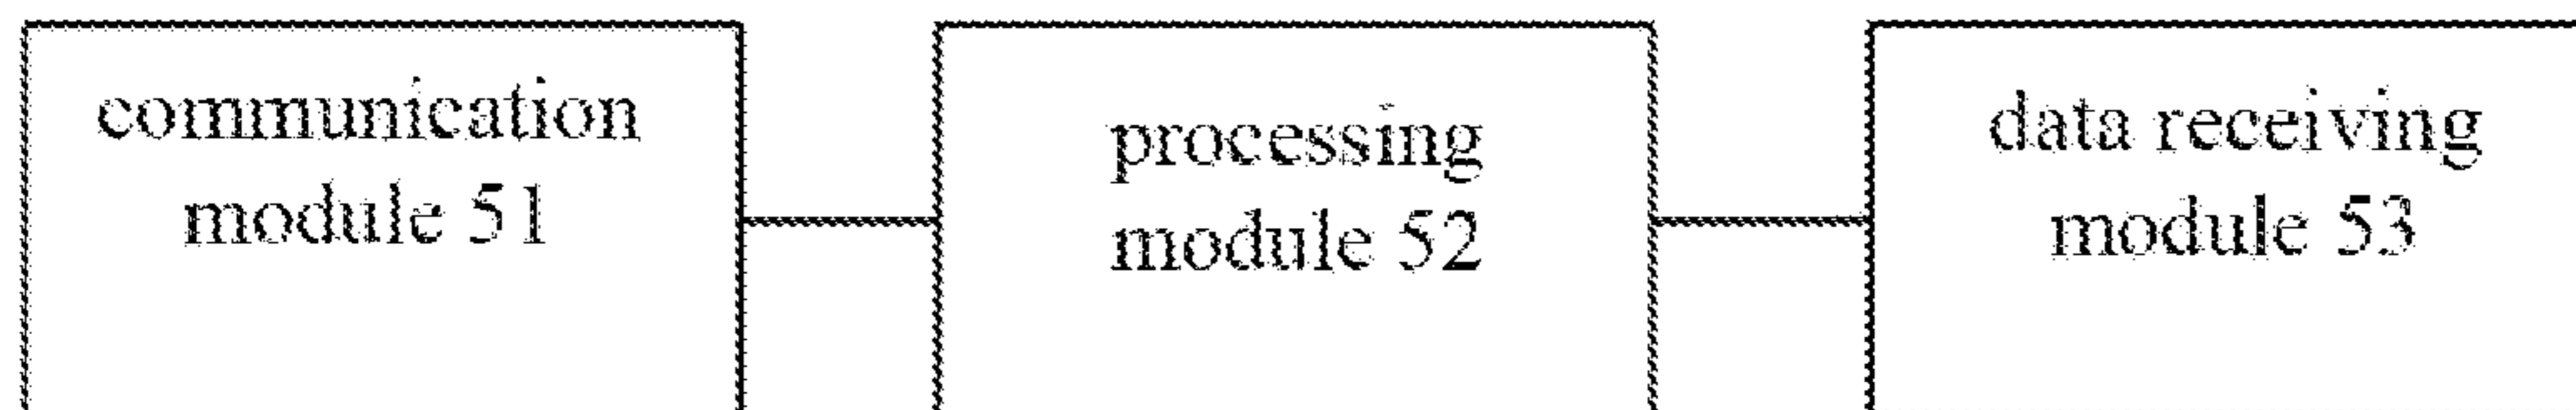 communication
module 51
processing
module 52
data receiving
module 53